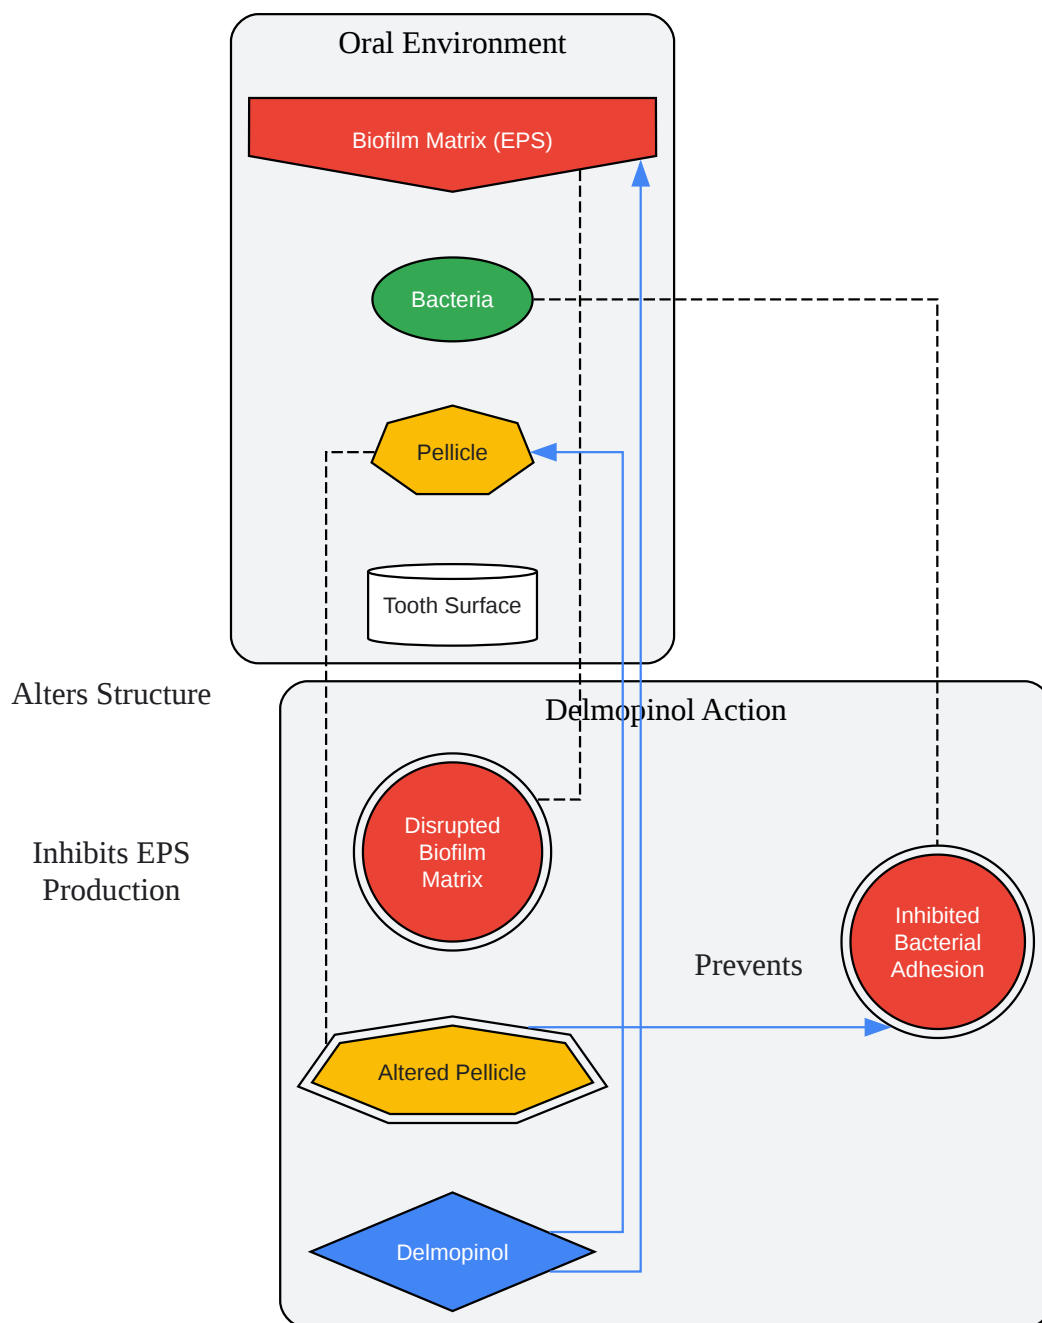 Oral Environment
Biofilm Matrix (EPS)
Bacteria
Pellicle
Tooth Surface
Alters Structure
Delmopinol Action
Inhibits EPS
Production
Disrupted
Biofilm
Matrix
Prevents
Inhibited
Bacterial
Adhesion
Altered Pellicle
Delmopinol